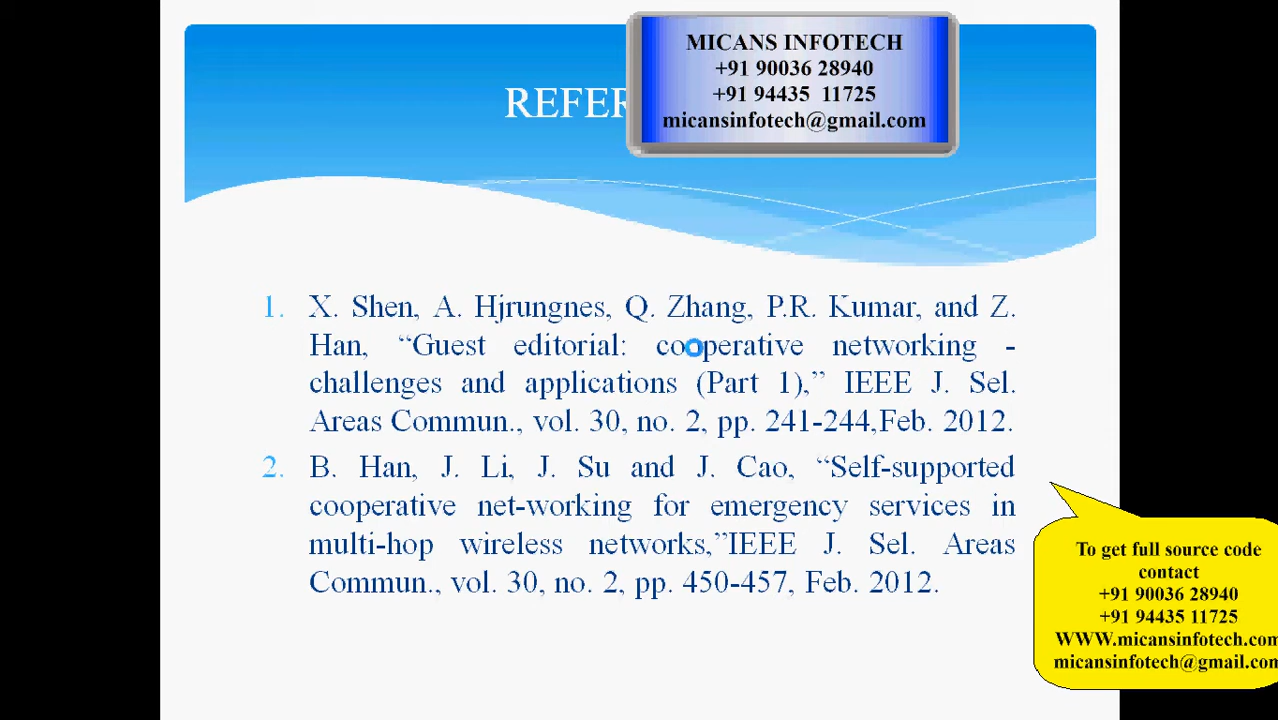 MICANS INFOTECH
+91 90036 28940
+91 94435 11725
micansinfotech@gmail.com
REFER
1. X. Shen, A. Hjrungnes, Q. Zhang, P.R. Kumar, and Z.
Han, “Guest editorial: cooperative networking -
challenges and applications (Part 1),” IEEE J. Sel.
Areas Commun., vol. 30, no. 2, pp. 241-244,Feb. 2012.
2. B. Han, J. Li, J. Su and J. Cao, “Self-supported
cooperative net-working for emergency services in
multi-hop wireless networks,”IEEE J. Sel. Areas
Commun., vol. 30, no. 2, pp. 450-457, Feb. 2012.
To get full source code
contact
+91 90036 28940
+91 94435 11725
WWW.micansinfotech.com
micansinfotech@gmail.com